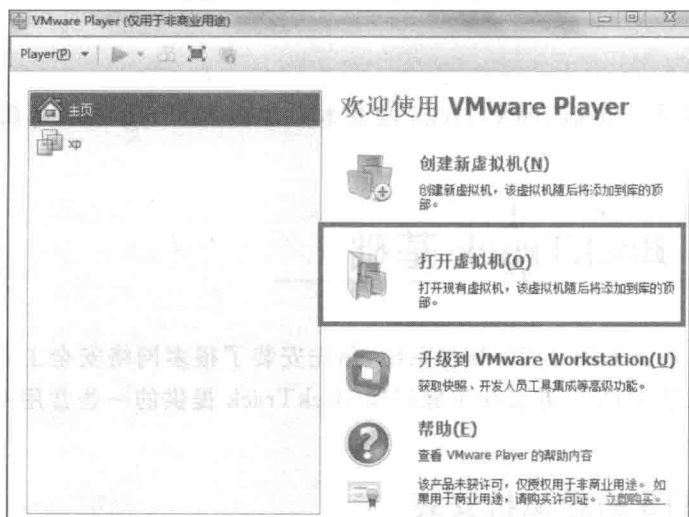 VMware Player (仅用于非商业用途)
Player(P)
主页
xp
欢迎使用 VMware Player
创建新虚拟机(N)
创建新虚拟机，该虚拟机随后将添加到库的顶
部。
打开虚拟机(O)
打开现有虚拟机，该虚拟机随后将添加到库的顶
部。
升级到 VMware Workstation(U)
获取快照、开发人员工具集成等高级功能。
帮助(E)
查看 VMware Player 的帮助内容
该产品未获许可，仅授权用于非商业用途。如
果用于商业用途，请购买许可证。立即购买。